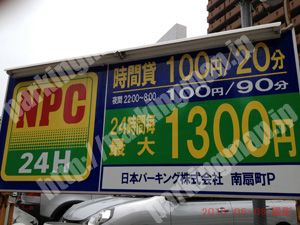 NPC
24H
時間貸 100円/20分
夜間 22:00~8:00 100円/90分
24時間毎
最大 1300円
日本パーキング株式会社 南扇町P